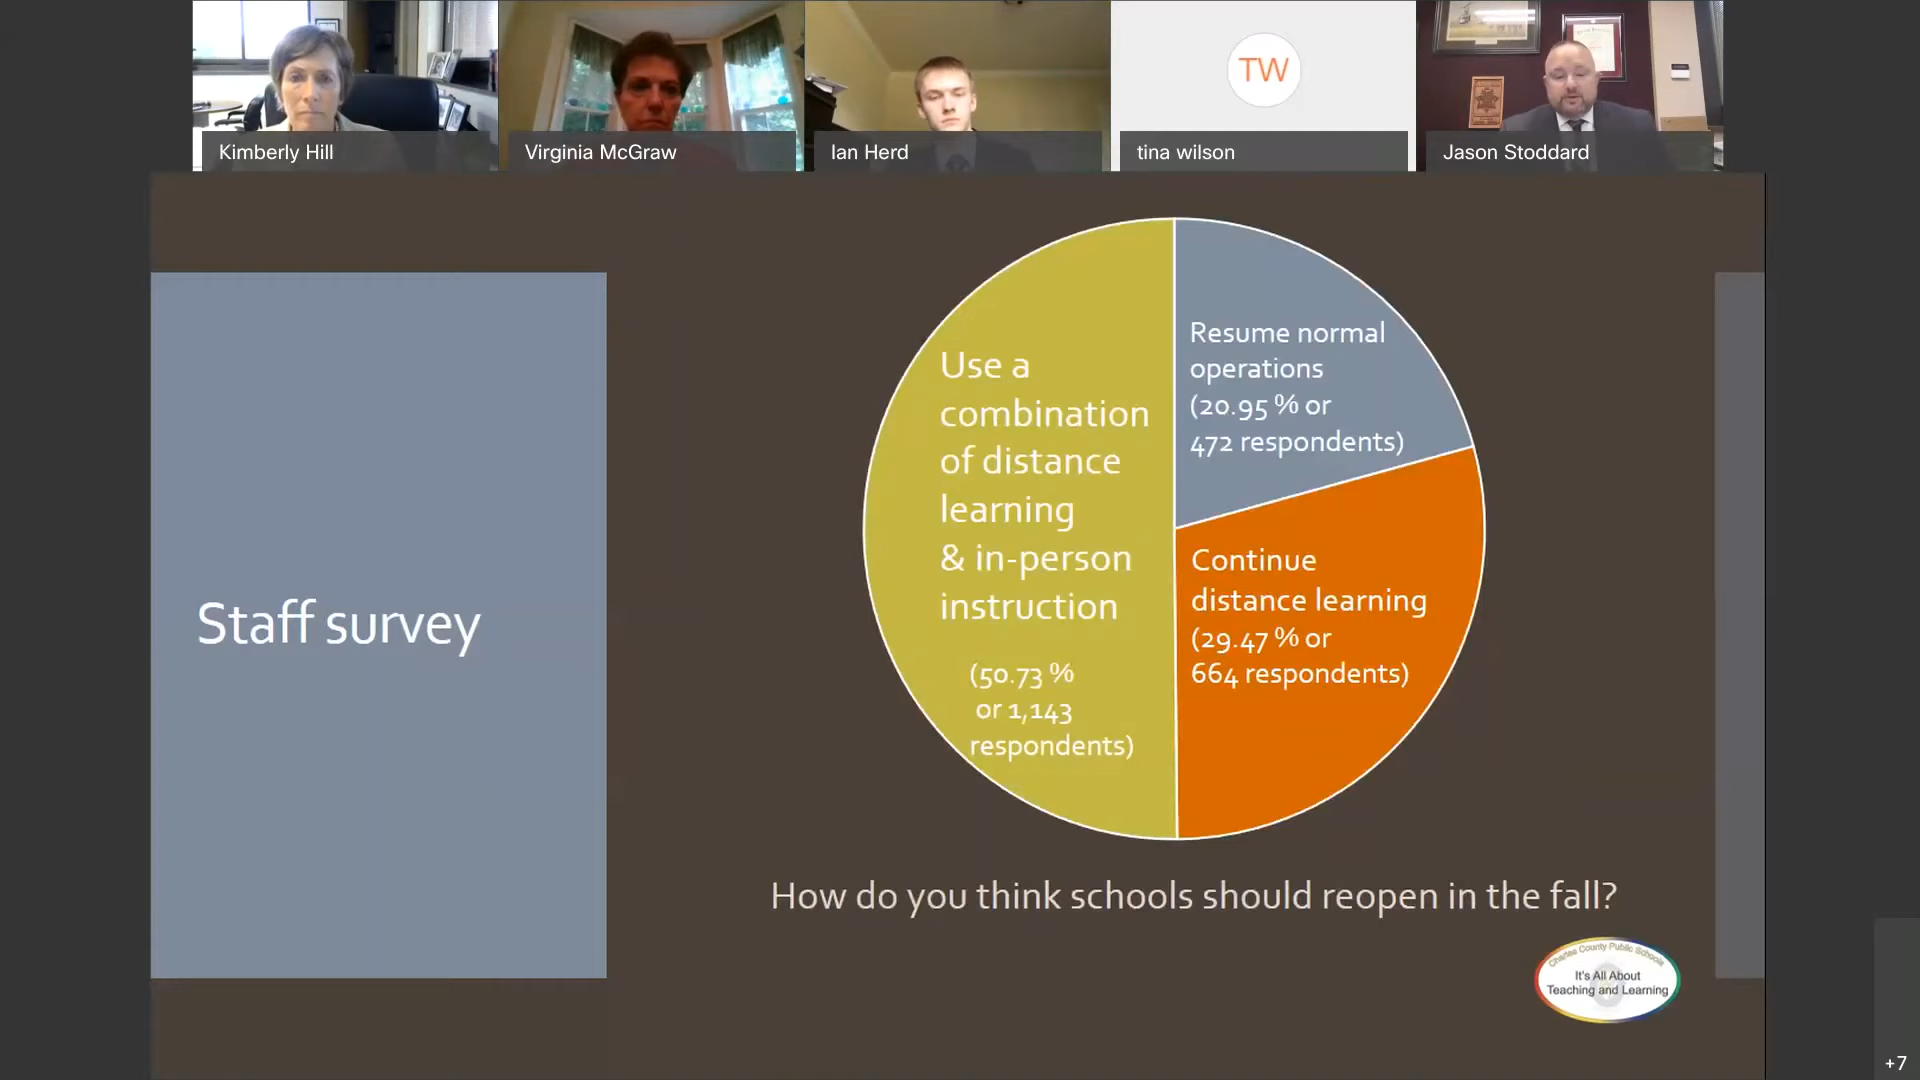 TW
Kimberly Hill
Virginia McGraw
Ian Herd
tina wilson
Jason Stoddard
Staff survey
Use a
combination
of distance
learning
& in-person
instruction
(50.73 %
or 1,143
respondents)
Resume normal
operations
(20.95 % or
472 respondents)
Continue
distance learning
(29.47 % or
664 respondents)
How do you think schools should reopen in the fall?
Charles County Public Schools
It's All About
Teaching and Learning
+7